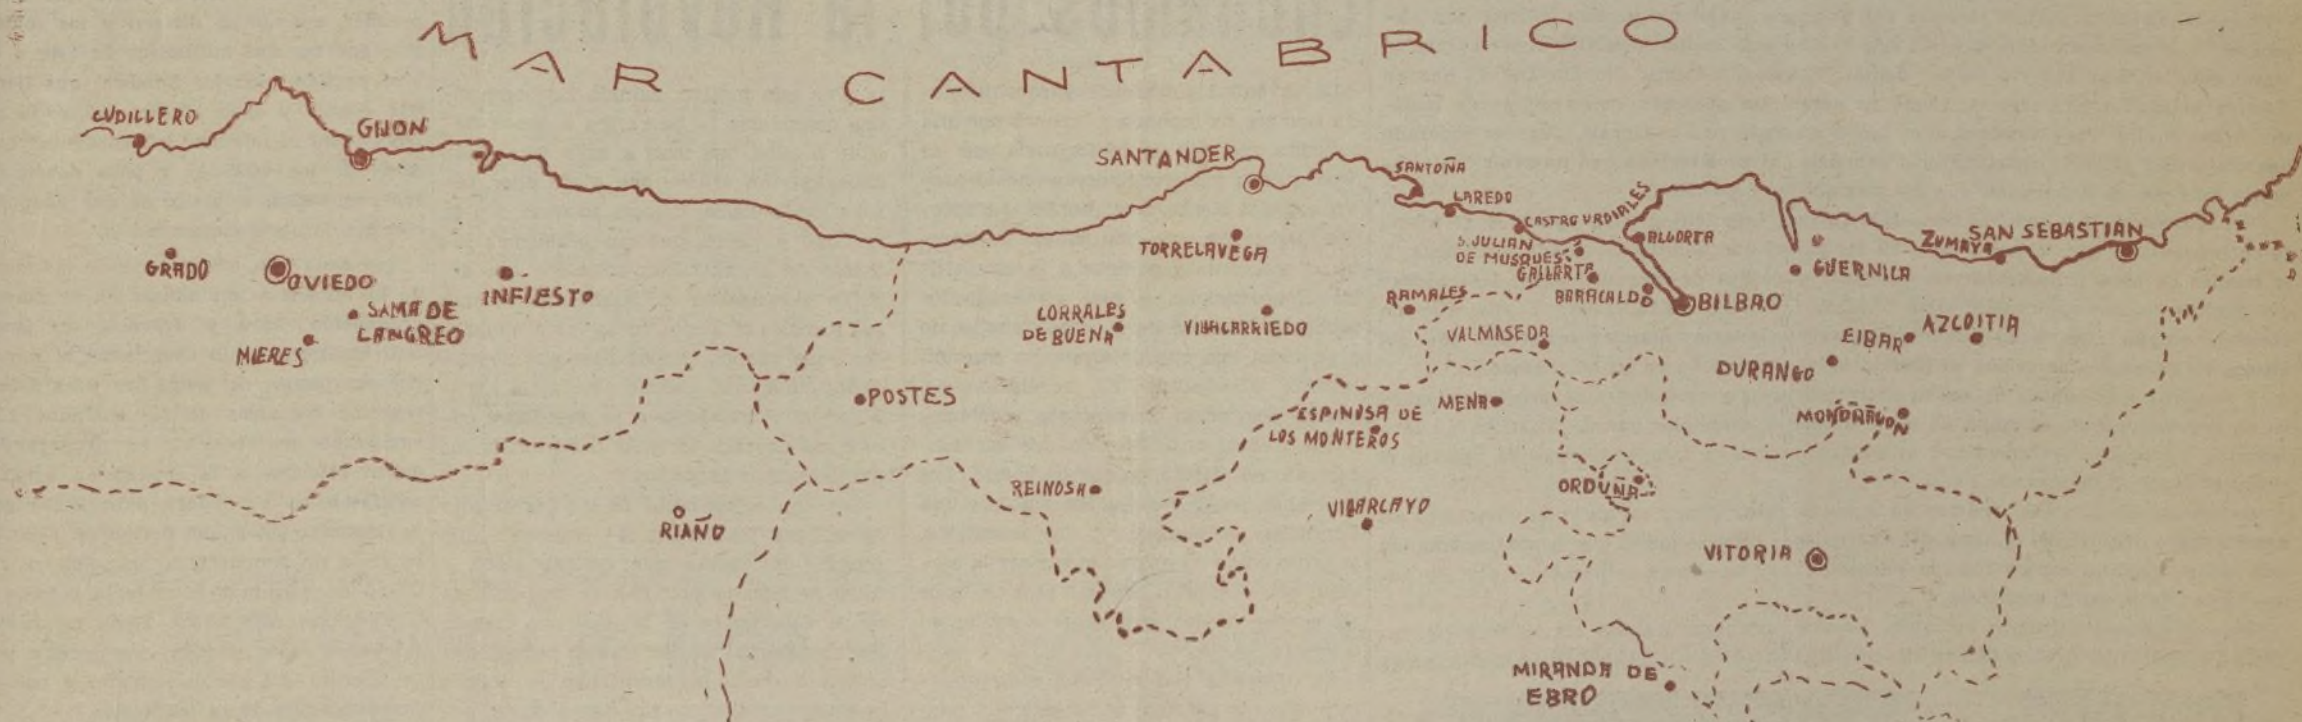 MAR CANTABRICO
CUDILLERO
GIJON
SANTANDER
SANTOÑA
LAREDO
CASTRO URDIALES
ALGORTA
ZUMAYA
SAN SEBASTIAN
GRADO
OVIEDO
SAMA DE
LANGREO
MIERES
INFIESTO
TORRELAVEGA
S. JULIAN
DE MUSQUES
GALLARTA
BARACALDO
BILBAO
GUERNICA
CORRALES
DE BUENA
VILLACARRIEDO
RAMALES
VALMASEDA
EIBAR
AZCOITIA
DURANGO
POSTES
ESPINOSA DE
LOS MONTEROS
MENA
MONDRAGON
REINOSA
VILLARCAYO
ORDUÑA
RIAÑO
VITORIA
MIRANDA DE
EBRO